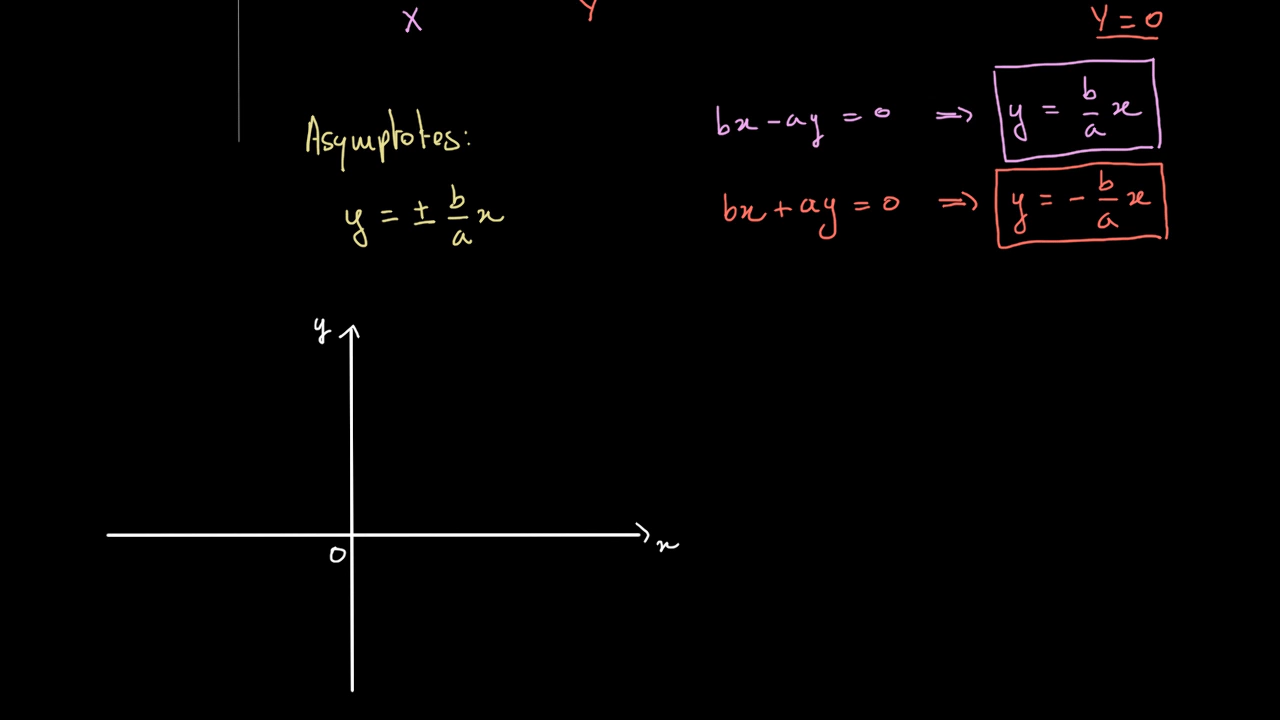 X Y
Y = 0
Asymptotes:
bx - ay = 0 ⇒ y = b/a x
y = ± b/a x
bx + ay = 0 ⇒ y = - b/a x
y
x
0